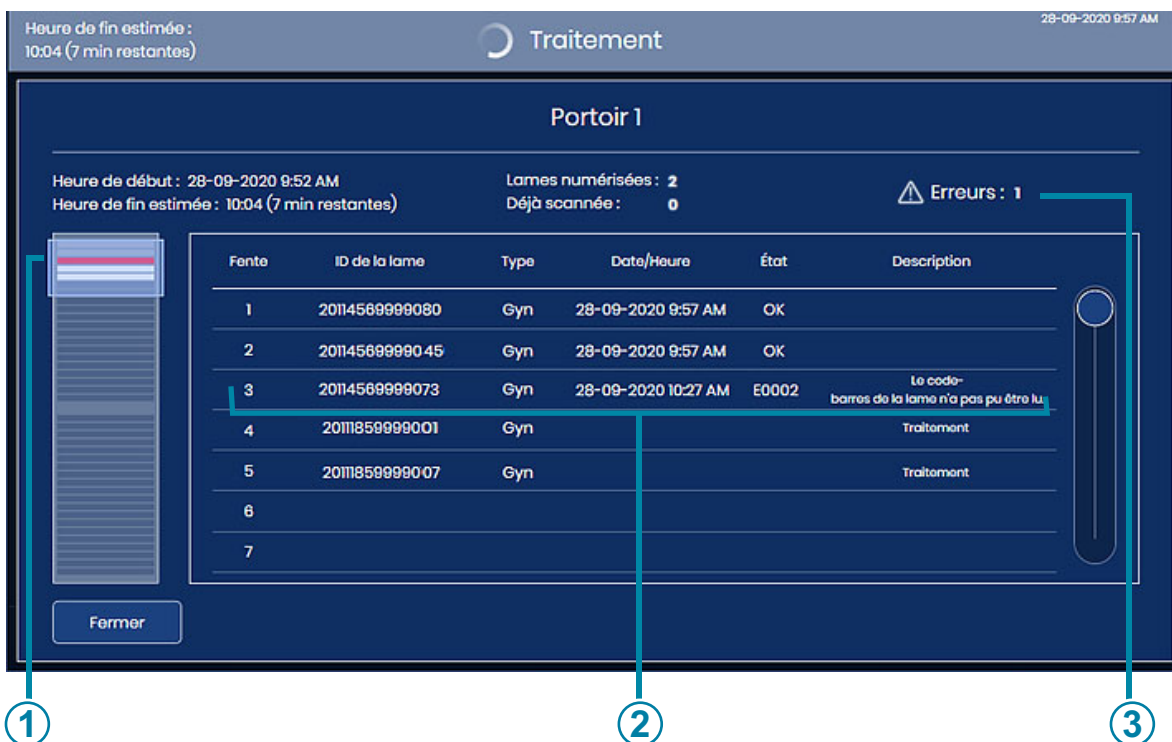 Heure de fin estimée :
10:04 (7 min restantes)
Traitement
28-09-2020 9:57 AM
Portoir 1
Heure de début : 28-09-2020 9:52 AM
Heure de fin estimée : 10:04 (7 min restantes)
Lames numérisées : 2
Déjà scannée : 0
Erreurs : 1
Fente ID de la lame Type Date/Heure État Description
1 20114569999080 Gyn 28-09-2020 9:57 AM OK
2 20114569999045 Gyn 28-09-2020 9:57 AM OK
3 20114569999073 Gyn 28-09-2020 10:27 AM E0002 Le code-
barres de la lame n'a pas pu être lu
4 20111859999001 Gyn Traitement
5 20111859999007 Gyn Traitement
6
7
Fermer
1 2 3